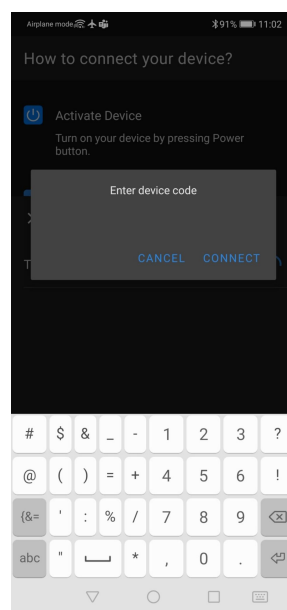 Airplane mode 91% 11:02
How to connect your device?
Activate Device
Turn on your device by pressing Power
button.
Enter device code
T
CANCEL CONNECT
# $ & _ - 1 2 3 ?
@ ( ) = + 4 5 6 !
{&= ' : % / 7 8 9
abc " * , 0 .